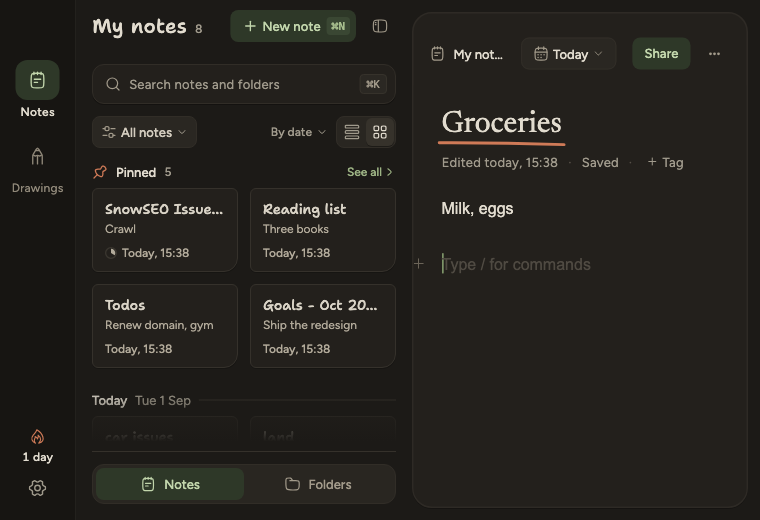 My notes 8
+ New note ⌘N
Search notes and folders ⌘K
All notes
By date
Pinned 5
See all
SnowSEO Issue...
Crawl
Today, 15:38
Reading list
Three books
Today, 15:38
Todos
Renew domain, gym
Today, 15:38
Goals - Oct 20...
Ship the redesign
Today, 15:38
Today Tue 1 Sep
car issues
Notes
Folders
Notes
Drawings
1 day
My not...
Today
Share
Groceries
Edited today, 15:38 · Saved · + Tag
Milk, eggs
Type / for commands